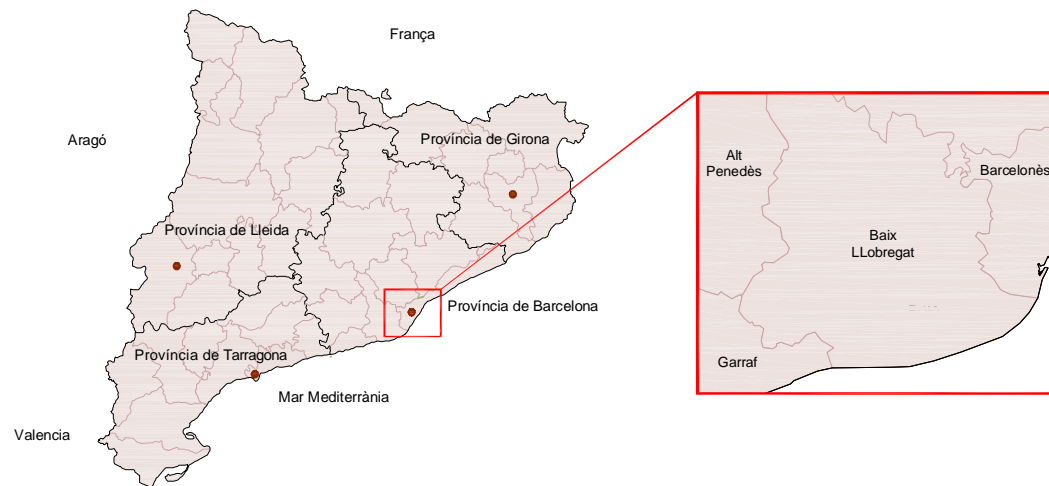 França
Aragó
Província de Girona
Província de Lleida
Província de Barcelona
Província de Tarragona
Mar Mediterrània
Valencia
Alt
Penedès
Barcelonès
Baix
LLobregat
Garraf